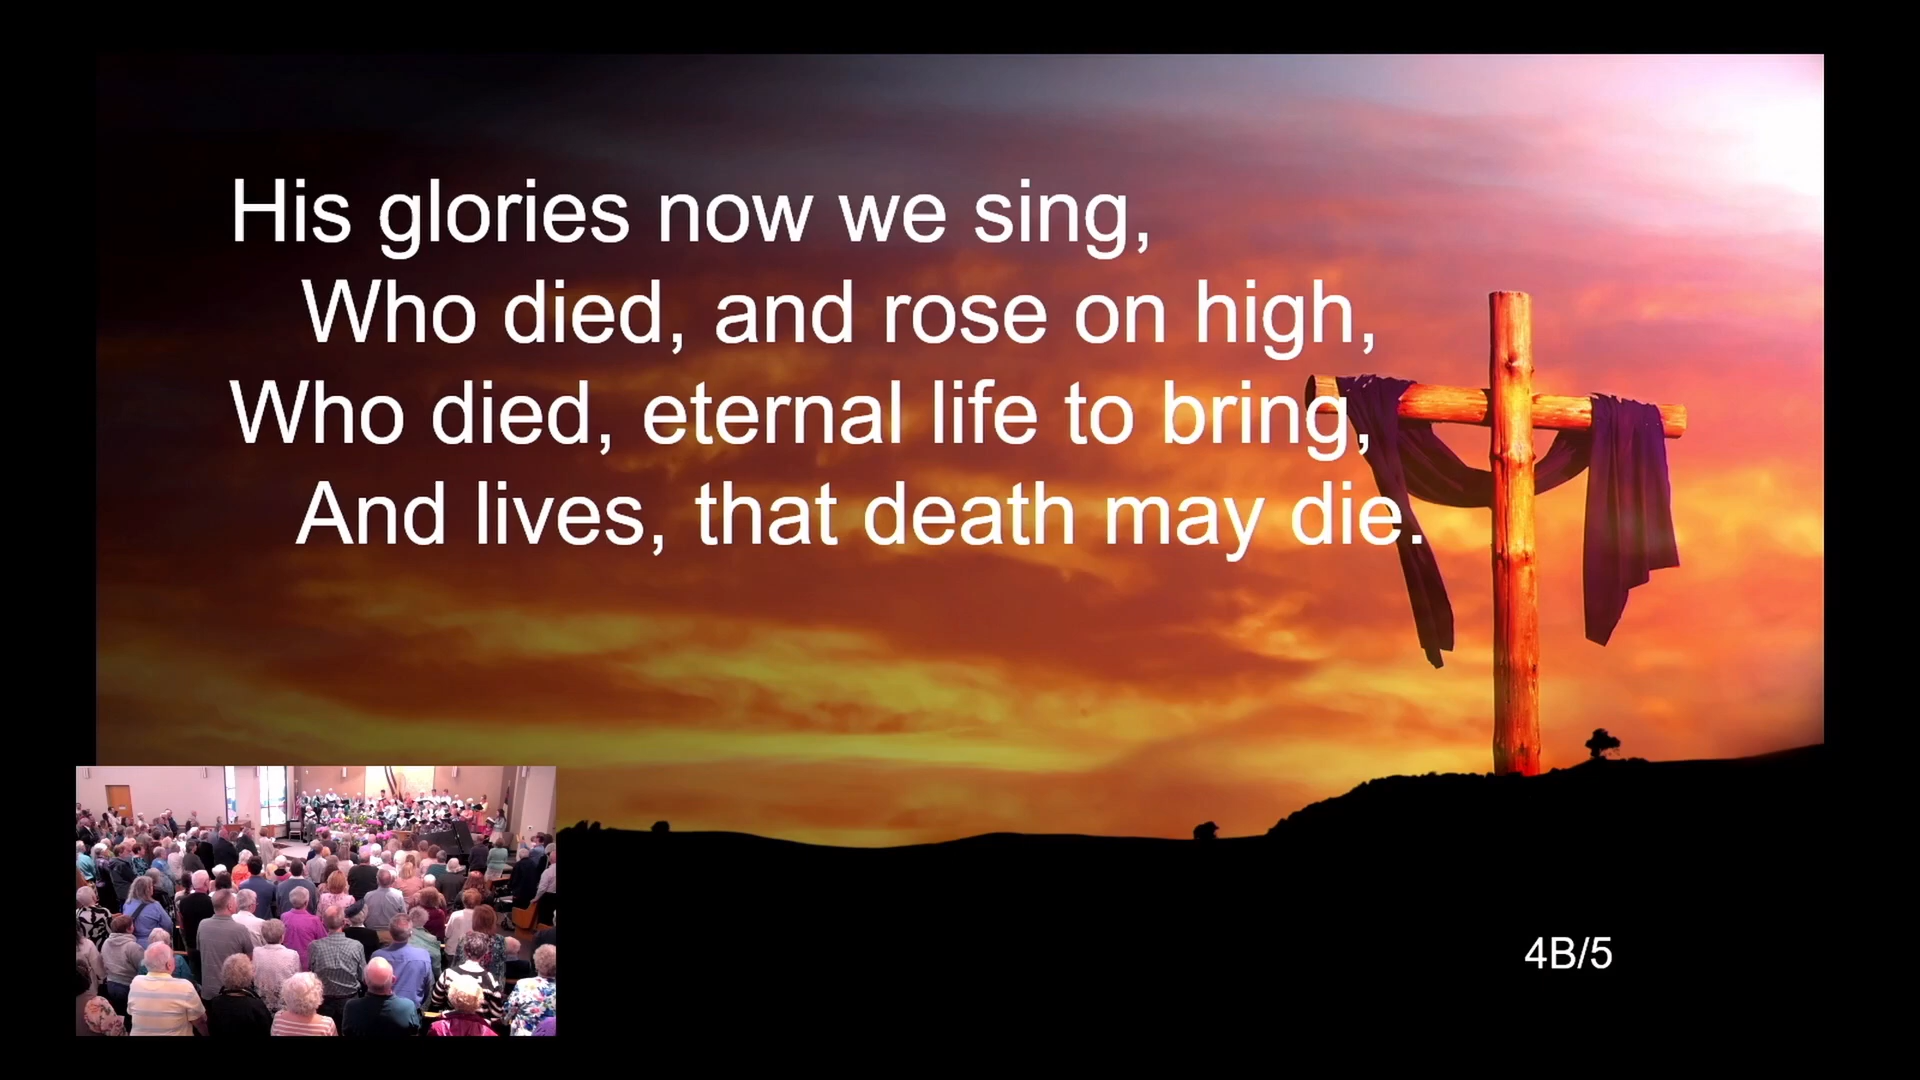 His glories now we sing,
Who died, and rose on high,
Who died, eternal life to bring,
And lives, that death may die.
4B/5